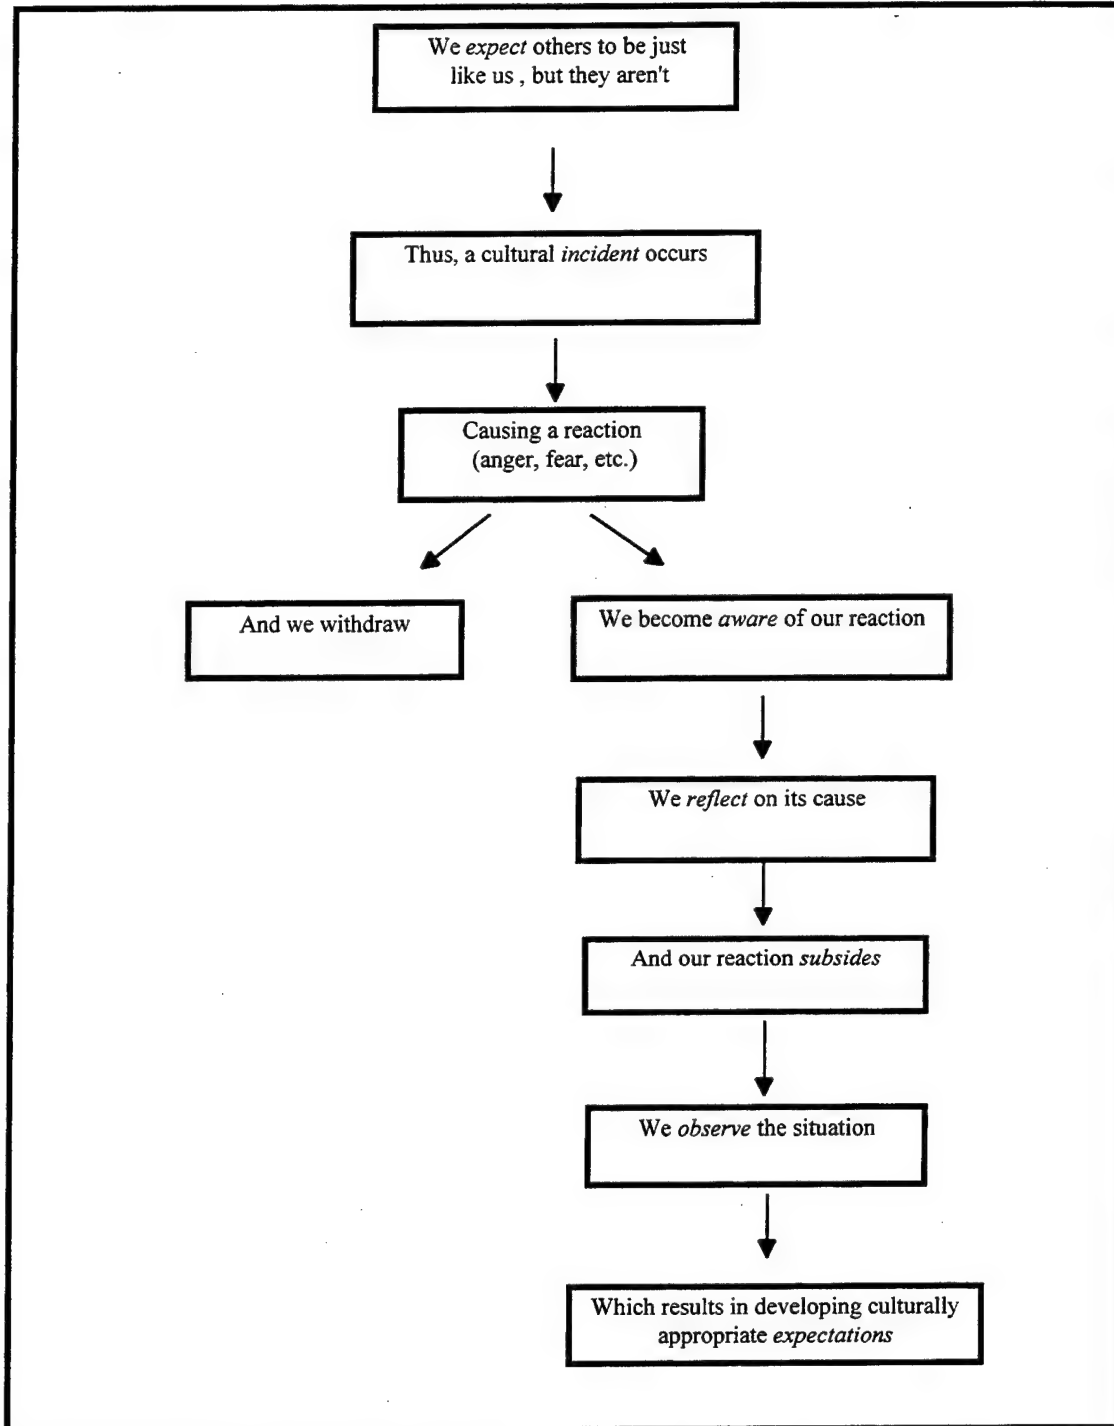 We expect others to be just
like us , but they aren't
Thus, a cultural incident occurs
Causing a reaction
(anger, fear, etc.)
And we withdraw
We become aware of our reaction
We reflect on its cause
And our reaction subsides
We observe the situation
Which results in developing culturally
appropriate expectations